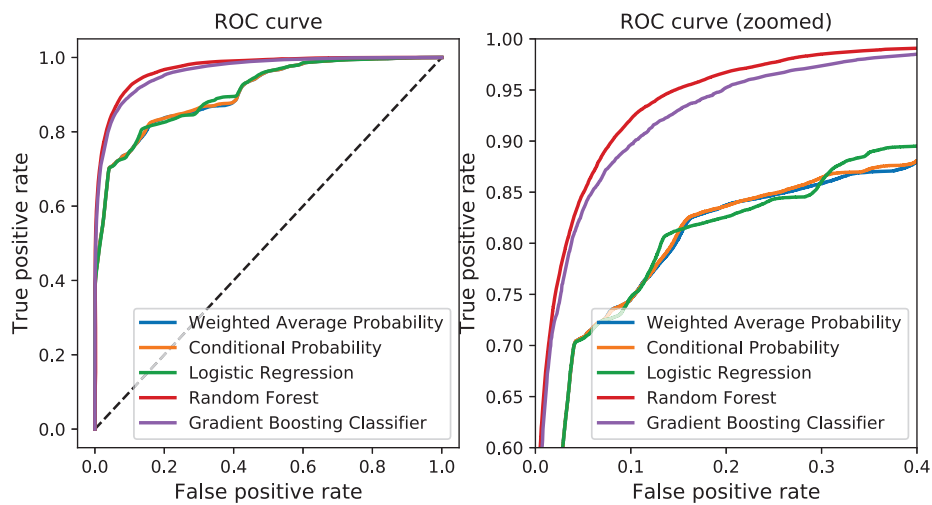 ROC curve
True positive rate
1.0
0.8
0.6
0.4
0.2
0.0
Weighted Average Probability
Conditional Probability
Logistic Regression
Random Forest
Gradient Boosting Classifier
0.0 0.2 0.4 0.6 0.8 1.0
False positive rate
ROC curve (zoomed)
True positive rate
1.00
0.95
0.90
0.85
0.80
0.75
0.70
0.65
0.60
Weighted Average Probability
Conditional Probability
Logistic Regression
Random Forest
Gradient Boosting Classifier
0.0 0.1 0.2 0.3 0.4
False positive rate